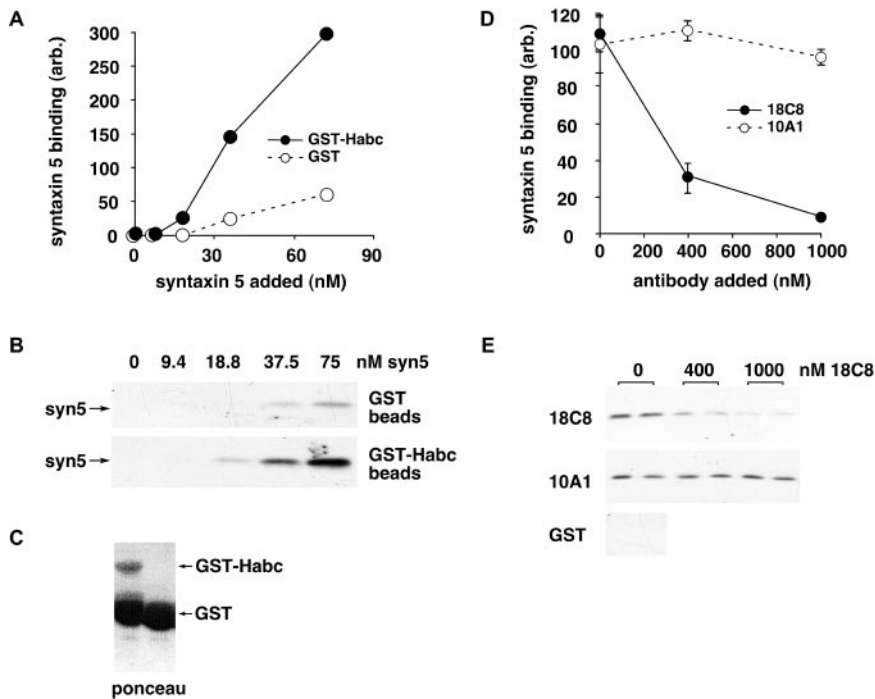 A
syntaxin 5 binding (arb.)
300
250
200
150
100
50
0
0 30 60 90
syntaxin 5 added (nM)
GST-Habc
GST
D
syntaxin 5 binding (arb.)
120
100
80
60
40
20
0
0 200 400 600 800 1000
antibody added (nM)
18C8
10A1
B
0 9.4 18.8 37.5 75 nM syn5
syn5
GST
beads
syn5
GST-Habc
beads
C
GST-Habc
GST
ponceau
E
0 400 1000 nM 18C8
18C8
10A1
GST